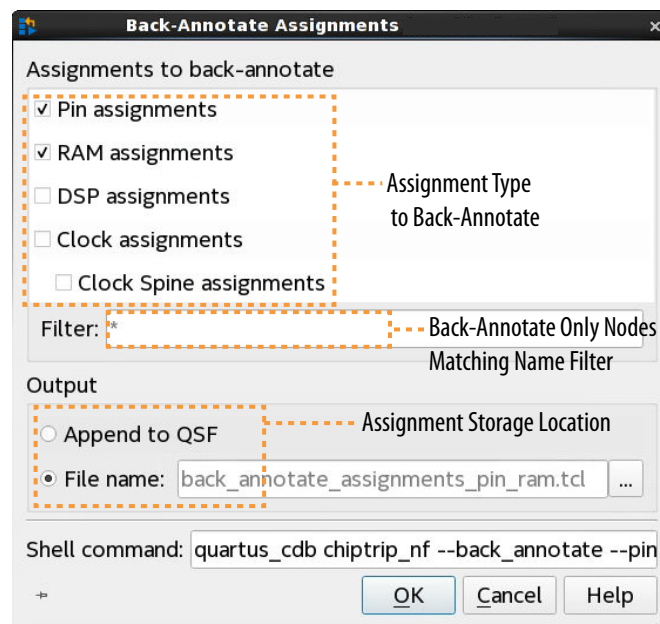 Back-Annotate Assignments
Assignments to back-annotate
Pin assignments
RAM assignments
DSP assignments
Clock assignments
Clock Spine assignments
Assignment Type
to Back-Annotate
Filter: *
Back-Annotate Only Nodes
Matching Name Filter
Output
Append to QSF
Assignment Storage Location
File name: back_annotate_assignments_pin_ram.tcl ...
Shell command: quartus_cdb chiptrip_nf --back_annotate --pin
OK Cancel Help